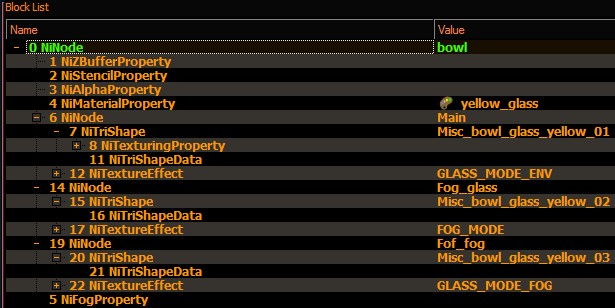 Block List
Name Value
0 NiNode bowl
1 NiZBufferProperty
2 NiStencilProperty
3 NiAlphaProperty
4 NiMaterialProperty yellow_glass
6 NiNode Main
7 NiTriShape Misc_bowl_glass_yellow_01
8 NiTexturingProperty
11 NiTriShapeData
12 NiTextureEffect GLASS_MODE_ENV
14 NiNode Fog_glass
15 NiTriShape Misc_bowl_glass_yellow_02
16 NiTriShapeData
17 NiTextureEffect FOG_MODE
19 NiNode Fof_fog
20 NiTriShape Misc_bowl_glass_yellow_03
21 NiTriShapeData
22 NiTextureEffect GLASS_MODE_FOG
5 NiFogProperty